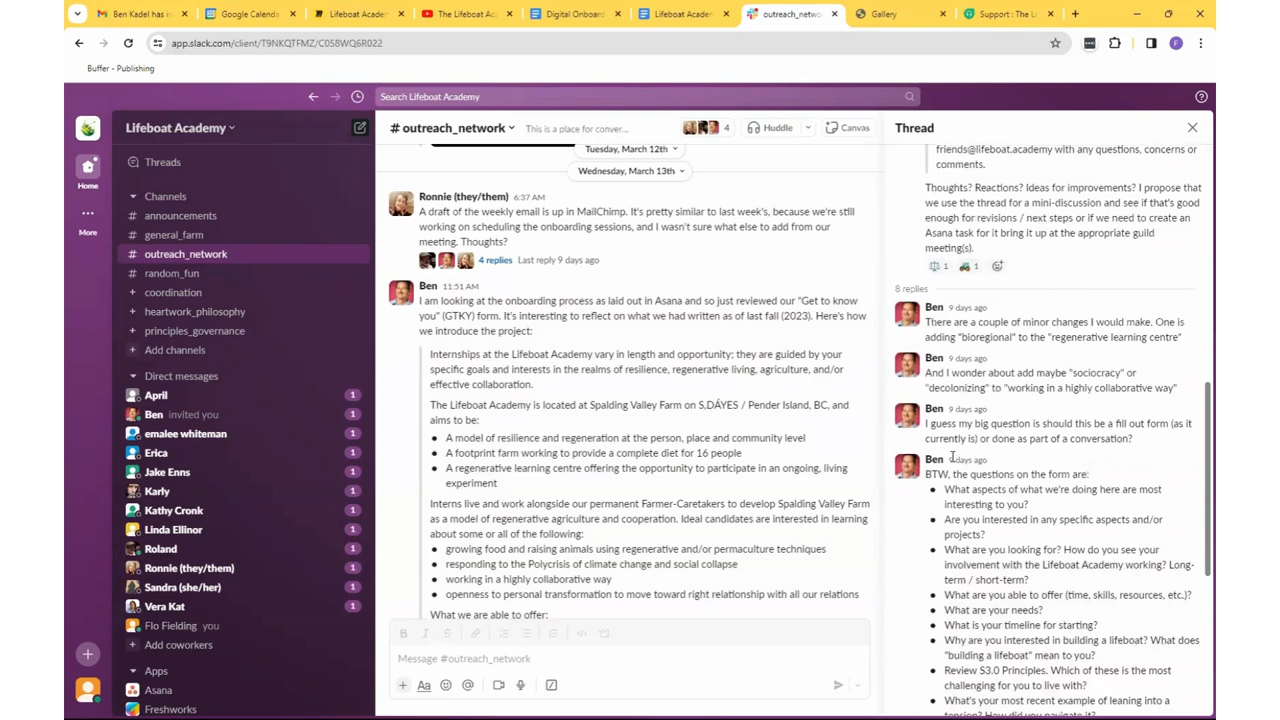 Ben Kadel has in
Google Calenda
Lifeboat Acade
The Lifeboat Ac
Digital Onboard
Lifeboat Acade
outreach_netwo
Gallery
Support : The Li
app.slack.com/client/T9NKQTFMZ/C058WQ6R022
F
Buffer - Publishing
Search Lifeboat Academy
Home
More
Lifeboat Academy
Threads
Channels
# announcements
# general_farm
# outreach_network
# random_fun
+ coordination
+ heartwork_philosophy
+ principles_governance
Add channels
Direct messages
April 1
Ben invited you 1
emalee whiteman 1
Erica 1
Jake Enns 1
Karly 1
Kathy Cronk 1
Linda Ellinor 1
Roland 1
Ronnie (they/them) 1
Sandra (she/her) 1
Vera Kat 1
Flo Fielding you
Add coworkers
Apps
Asana
Freshworks
# outreach_network
This is a place for conver...
4
Huddle
Canvas
Tuesday, March 12th
Wednesday, March 13th
Ronnie (they/them) 6:37 AM
A draft of the weekly email is up in MailChimp. It's pretty similar to last week's, because we're still
working on scheduling the onboarding sessions, and I wasn't sure what else to add from our
meeting. Thoughts?
4 replies Last reply 9 days ago
Ben 11:51 AM
I am looking at the onboarding process as laid out in Asana and so just reviewed our "Get to know
you" (GTKY) form. It's interesting to reflect on what we had written as of last fall (2023). Here's how
we introduce the project:
Internships at the Lifeboat Academy vary in length and opportunity; they are guided by your
specific goals and interests in the realms of resilience, regenerative living, agriculture, and/or
effective collaboration.
The Lifeboat Academy is located at Spalding Valley Farm on S,DÁYES / Pender Island, BC, and
aims to be:
• A model of resilience and regeneration at the person, place and community level
• A footprint farm working to provide a complete diet for 16 people
• A regenerative learning centre offering the opportunity to participate in an ongoing, living
experiment
Interns live and work alongside our permanent Farmer-Caretakers to develop Spalding Valley Farm
as a model of regenerative agriculture and cooperation. Ideal candidates are interested in learning
about some or all of the following:
• growing food and raising animals using regenerative and/or permaculture techniques
• responding to the Polycrisis of climate change and social collapse
• working in a highly collaborative way
• openness to personal transformation to move toward right relationship with all our relations
What we are able to offer:
Message #outreach_network
Thread
friends@lifeboat.academy with any questions, concerns or
comments.
Thoughts? Reactions? Ideas for improvements? I propose that
we use the thread for a mini-discussion and see if that's good
enough for revisions / next steps or if we need to create an
Asana task for it bring it up at the appropriate guild
meeting(s).
1 1
8 replies
Ben 9 days ago
There are a couple of minor changes I would make. One is
adding "bioregional" to the "regenerative learning centre"
Ben 9 days ago
And I wonder about add maybe "sociocracy" or
"decolonizing" to "working in a highly collaborative way"
Ben 9 days ago
I guess my big question is should this be a fill out form (as it
currently is) or done as part of a conversation?
Ben days ago
BTW, the questions on the form are:
• What aspects of what we're doing here are most
interesting to you?
• Are you interested in any specific aspects and/or
projects?
• What are you looking for? How do you see your
involvement with the Lifeboat Academy working? Long-
term / short-term?
• What are you able to offer (time, skills, resources, etc.)?
• What are your needs?
• What is your timeline for starting?
• Why are you interested in building a lifeboat? What does
"building a lifeboat" mean to you?
• Review S3.0 Principles. Which of these is the most
challenging for you to live with?
• What's your most recent example of leaning into a
tension? How did you navigate it?